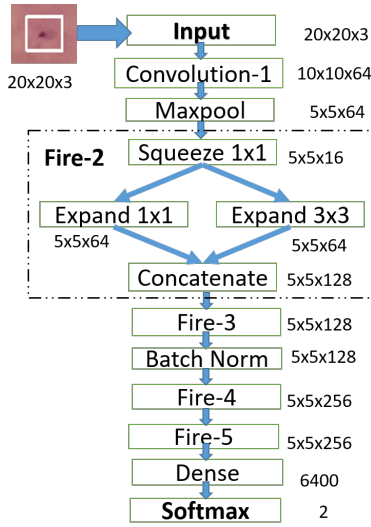 Input
20x20x3
20x20x3
Convolution-1
10x10x64
Maxpool
5x5x64
Fire-2
Squeeze 1x1
5x5x16
Expand 1x1
Expand 3x3
5x5x64
5x5x64
Concatenate
5x5x128
Fire-3
5x5x128
Batch Norm
5x5x128
Fire-4
5x5x256
Fire-5
5x5x256
Dense
6400
Softmax
2